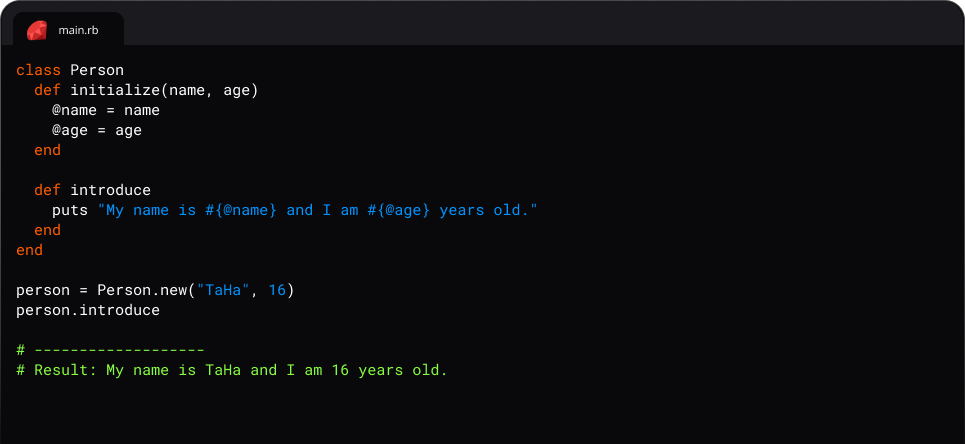 main.rb
class Person
  def initialize(name, age)
    @name = name
    @age = age
  end

  def introduce
    puts "My name is #{@name} and I am #{@age} years old."
  end
end

person = Person.new("TaHa", 16)
person.introduce

# -------------------
# Result: My name is TaHa and I am 16 years old.